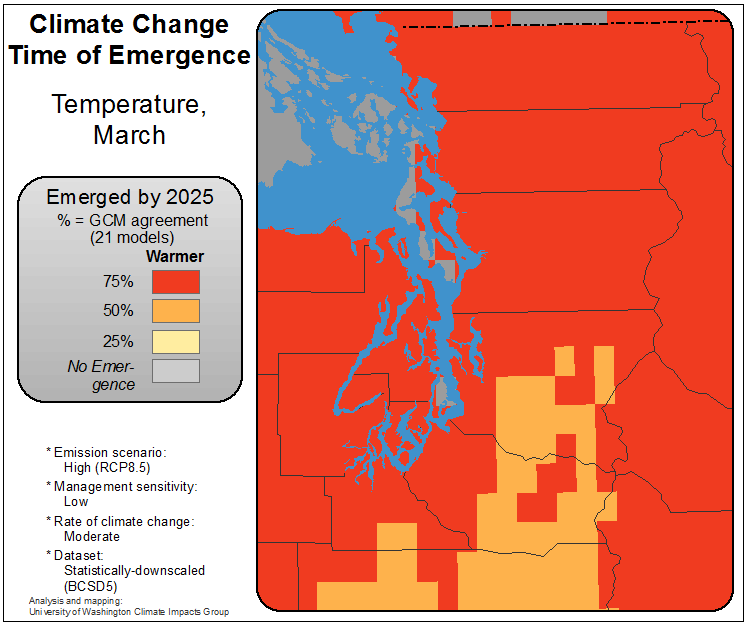 Climate Change
Time of Emergence
Temperature,
March
Emerged by 2025
% = GCM agreement
(21 models)
Warmer
75%
50%
25%
No Emer-
gence
* Emission scenario:
High (RCP8.5)
* Management sensitivity:
Low
* Rate of climate change:
Moderate
* Dataset:
Statistically-downscaled
(BCSD5)
Analysis and mapping:
University of Washington Climate Impacts Group